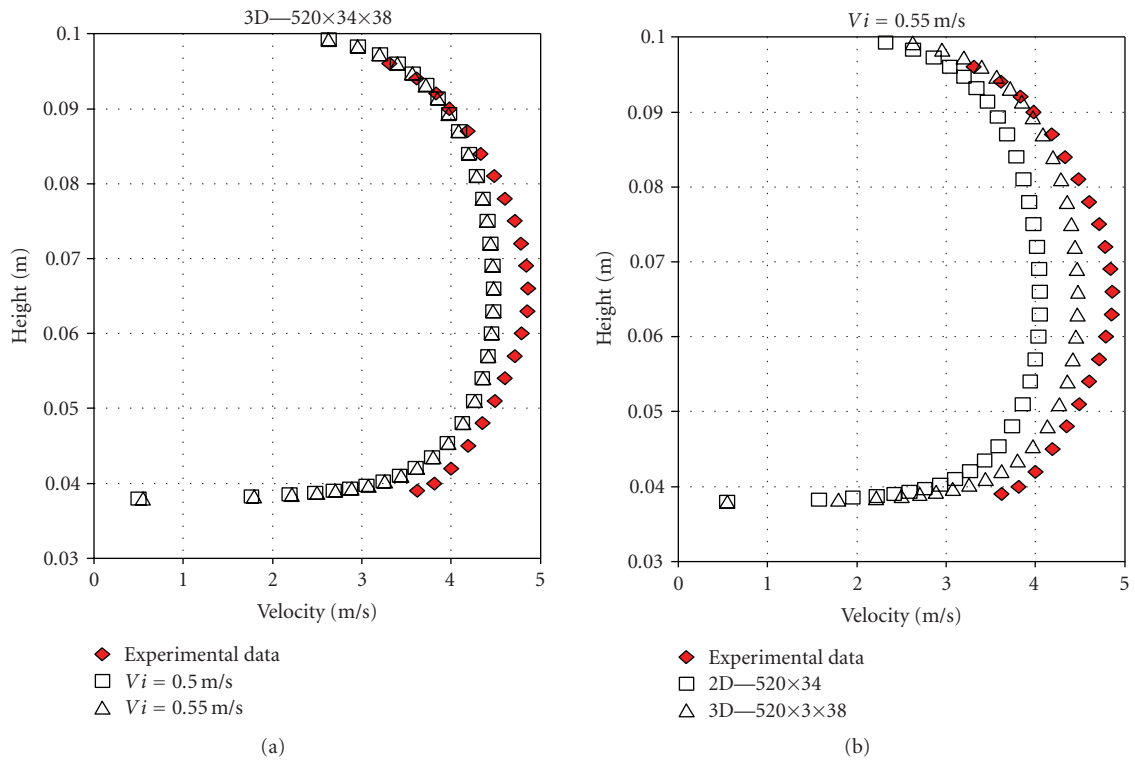 3D—520×34×38
0.1
0.09
0.08
0.07
0.06
0.05
0.04
0.03
Height (m)
0 1 2 3 4 5
Velocity (m/s)
Experimental data
Vi = 0.5 m/s
Vi = 0.55 m/s
(a)
Vi = 0.55 m/s
0.1
0.09
0.08
0.07
0.06
0.05
0.04
0.03
Height (m)
0 1 2 3 4 5
Velocity (m/s)
Experimental data
2D—520×34
3D—520×3×38
(b)